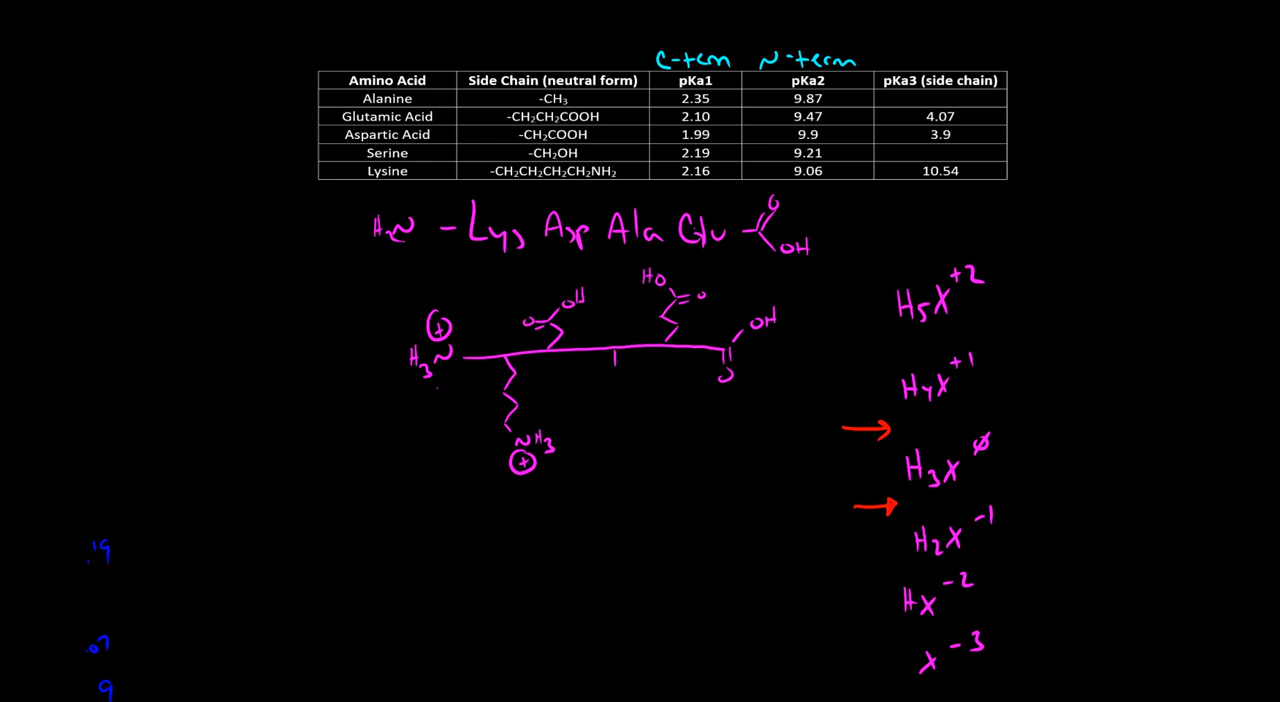 C-term N-term
Amino Acid Side Chain (neutral form) pKa1 pKa2 pKa3 (side chain)
Alanine -CH₃ 2.35 9.87
Glutamic Acid -CH₂CH₂COOH 2.10 9.47 4.07
Aspartic Acid -CH₂COOH 1.99 9.9 3.9
Serine -CH₂OH 2.19 9.21
Lysine -CH₂CH₂CH₂CH₂NH₂ 2.16 9.06 10.54
H₂N - Lys Asp Ala Glu O OH
HO O
O OH
OH
+
H₃N
O
NH₃
+
H₅X⁺²
H₄X⁺¹
H₃X⁰
H₂X⁻¹
HX⁻²
X⁻³
.19
.07
9